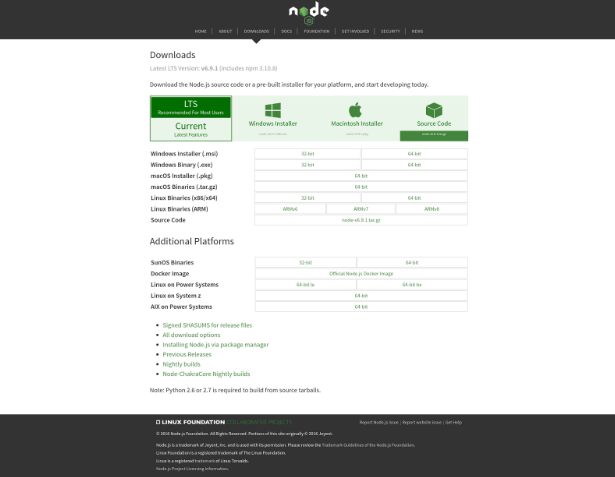 node
HOME | ABOUT | DOWNLOADS | DOCS | FOUNDATION | GET INVOLVED | SECURITY | NEWS
Downloads
Latest LTS Version: v6.9.1 (includes npm 3.10.8)
Download the Node.js source code or a pre-built installer for your platform, and start developing today.
LTS
Recommended For Most Users
Current
Latest Features
Windows Installer
Macintosh Installer
Source Code
Windows Installer (.msi) 32-bit 64-bit
Windows Binary (.exe) 32-bit 64-bit
macOS Installer (.pkg) 64-bit
macOS Binaries (.tar.gz) 64-bit
Linux Binaries (x86/x64) 32-bit 64-bit
Linux Binaries (ARM) ARMv6 ARMv7 ARMv8
Source Code node-v6.9.1.tar.gz
Additional Platforms
SunOS Binaries 32-bit 64-bit
Docker Image Official Node.js Docker Image
Linux on Power Systems 64-bit le 64-bit be
Linux on System z 64-bit
AIX on Power Systems 64-bit
Signed SHASUMS for release files
All download options
Installing Node.js via package manager
Previous Releases
Nightly builds
Node-ChakraCore Nightly builds
Note: Python 2.6 or 2.7 is required to build from source tarballs.
LINUX FOUNDATION COLLABORATIVE PROJECTS
Report Node.js issue | Report website issue | Get Help
© 2016 Node.js Foundation. All Rights Reserved. Portions of this site originally © 2016 Joyent.
Node.js is a trademark of Joyent, Inc. and is used with its permission. Please review the Trademark Guidelines of the Node.js Foundation.
Linux Foundation is a registered trademark of The Linux Foundation.
Linux is a registered trademark of Linus Torvalds.
Node.js Project Licensing Information.